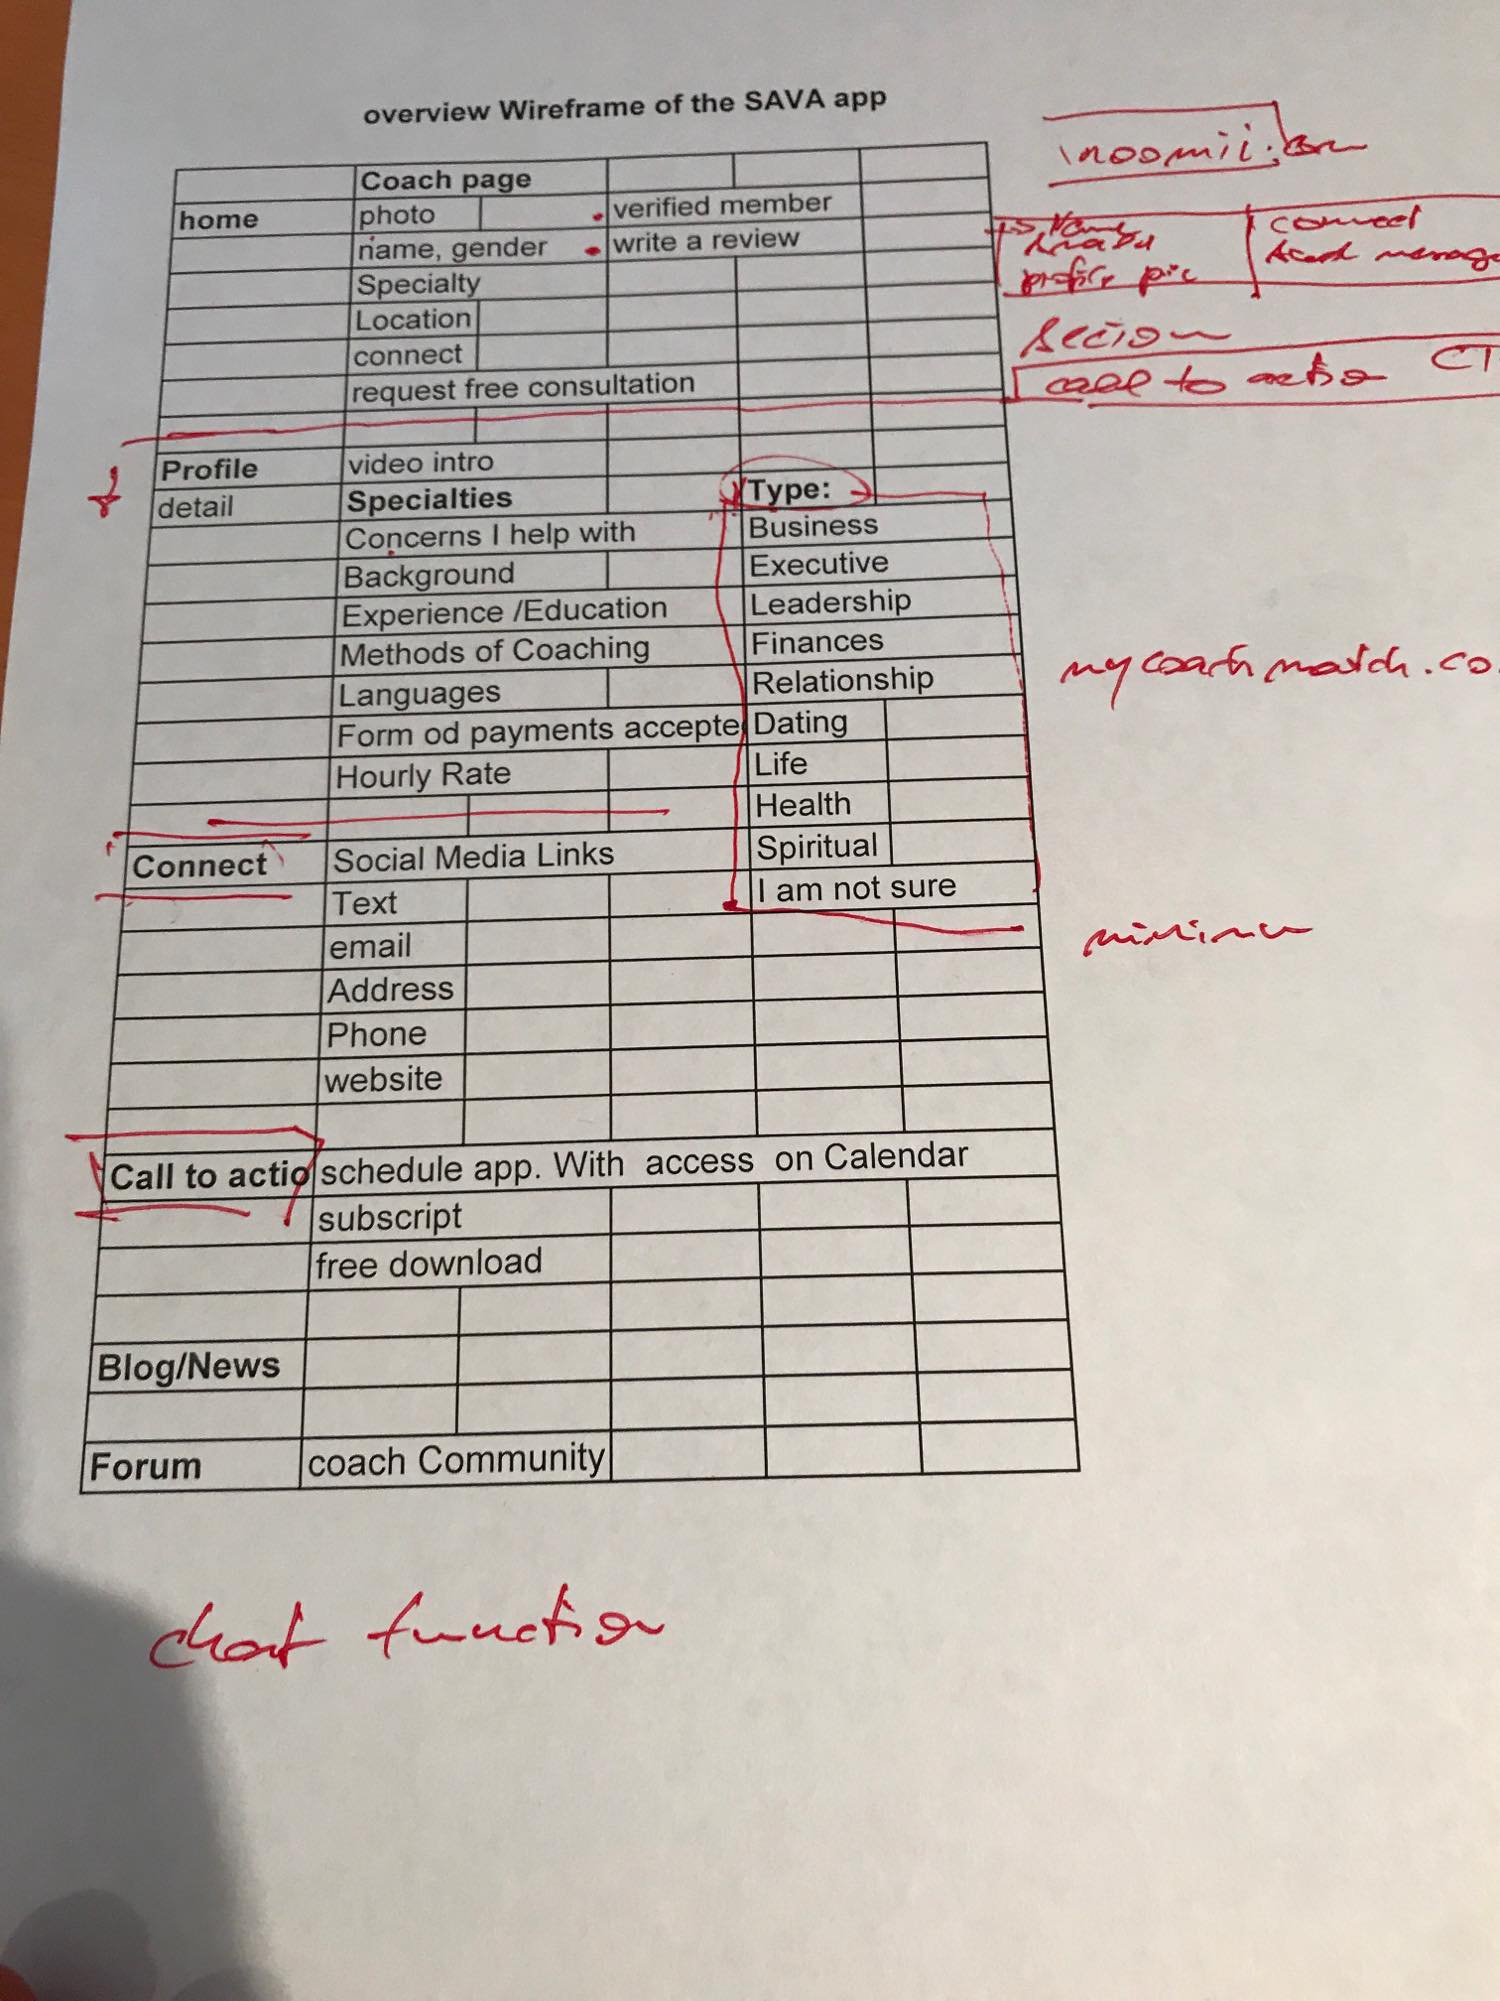 overview Wireframe of the SAVA app
noomii.com
Coach page
home photo verified member
name, gender write a review
Specialty
Location
connect
request free consultation
profile pic
connect
send message
call to action CT
Profile video intro
detail Specialties Type:
Concerns I help with Business
Background Executive
Experience /Education Leadership
Methods of Coaching Finances
Languages Relationship
Form od payments accepte Dating
Hourly Rate Life
Health
Connect Social Media Links Spiritual
Text I am not sure
email
Address
Phone
website
mycoachmatch.co
Call to actio schedule app. With access on Calendar
subscript
free download
Blog/News
Forum coach Community
chat function